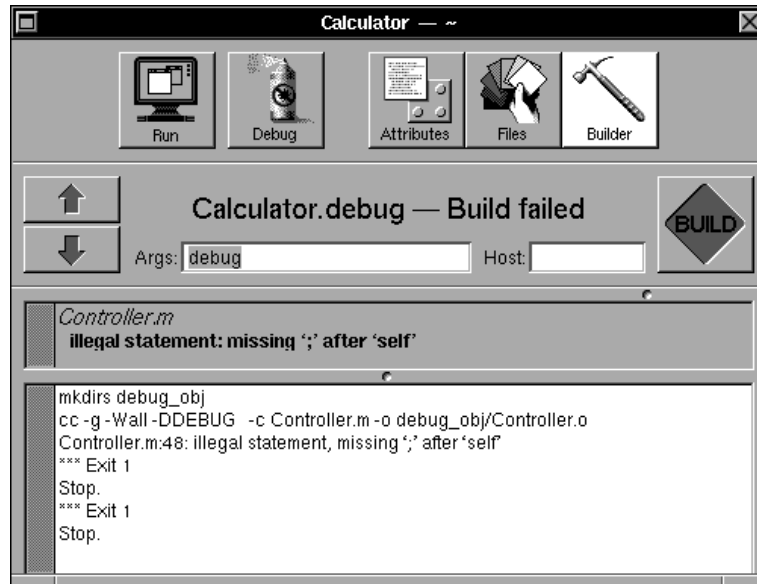 Calculator — ~
Run
Debug
Attributes
Files
Builder
Calculator.debug — Build failed
BUILD
Args: debug
Host:
Controller.m
illegal statement: missing ‘;’ after ‘self’
mkdirs debug_obj
cc -g -Wall -DDEBUG -c Controller.m -o debug_obj/Controller.o
Controller.m:48: illegal statement, missing ‘;’ after ‘self’
*** Exit 1
Stop.
*** Exit 1
Stop.